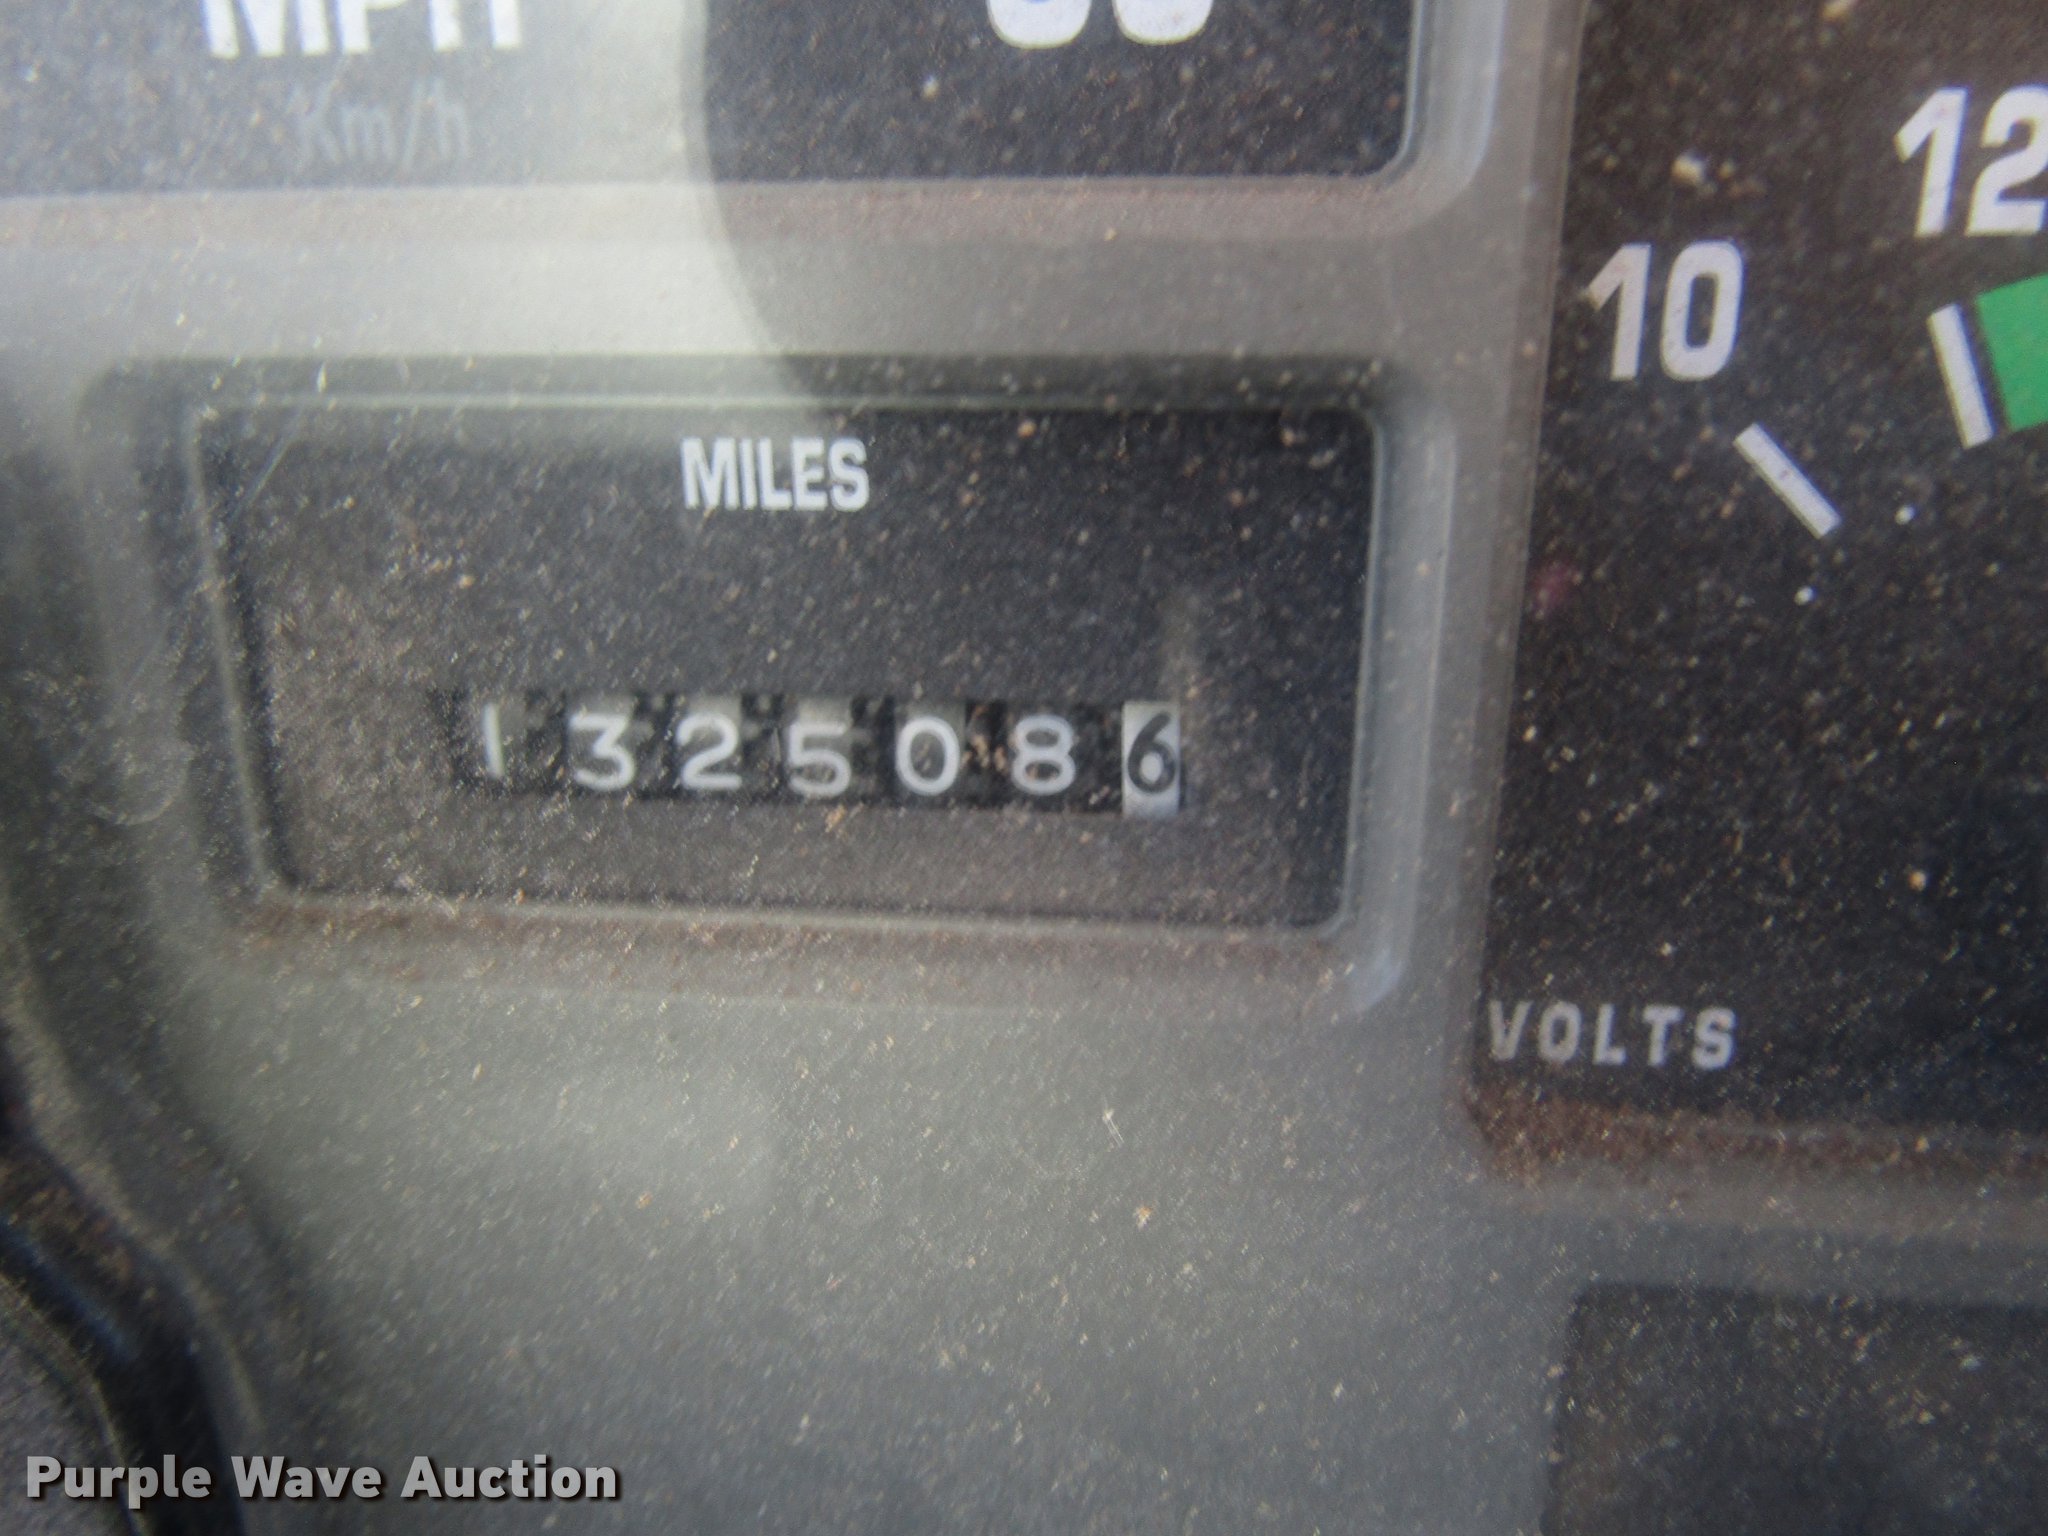 MPH
Km/h
10
12
MILES
1325086
VOLTS
Purple Wave Auction